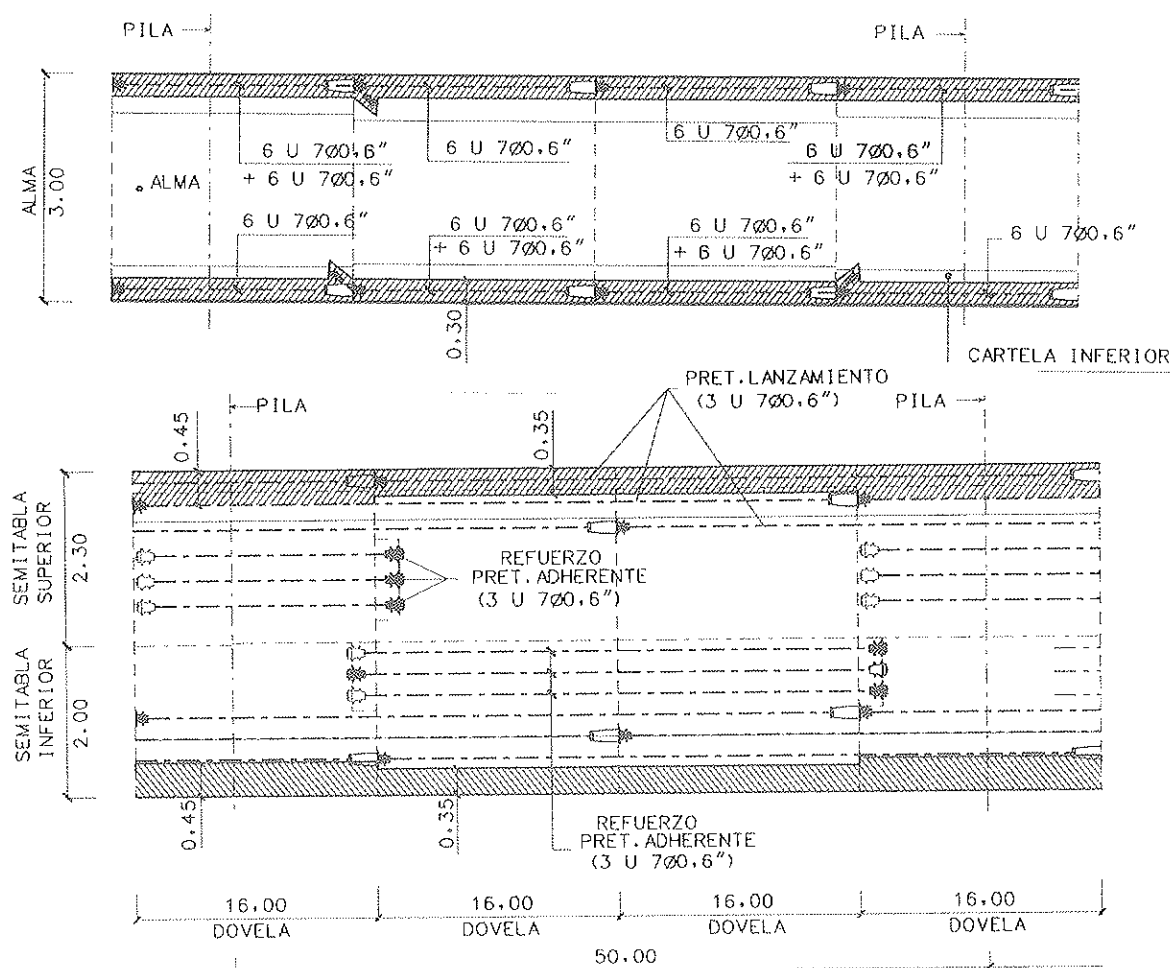 PILA
PILA
ALMA
3.00
6 U 7Ø0.6"
+ 6 U 7Ø0.6"
6 U 7Ø0.6"
6 U 7Ø0.6"
6 U 7Ø0.6"
+ 6 U 7Ø0.6"
ALMA
6 U 7Ø0.6"
6 U 7Ø0.6"
+ 6 U 7Ø0.6"
6 U 7Ø0.6"
+ 6 U 7Ø0.6"
6 U 7Ø0.6"
0.30
CARTELA INFERIOR
PRET.LANZAMIENTO
(3 U 7Ø0.6")
PILA
PILA
0.45
0.35
SEMITABLA
SUPERIOR
2.30
REFUERZO
PRET.ADHERENTE
(3 U 7Ø0.6")
SEMITABLA
INFERIOR
2.00
0.45
0.35
REFUERZO
PRET.ADHERENTE
(3 U 7Ø0.6")
16.00
DOVELA
16.00
DOVELA
16.00
DOVELA
16.00
DOVELA
50.00